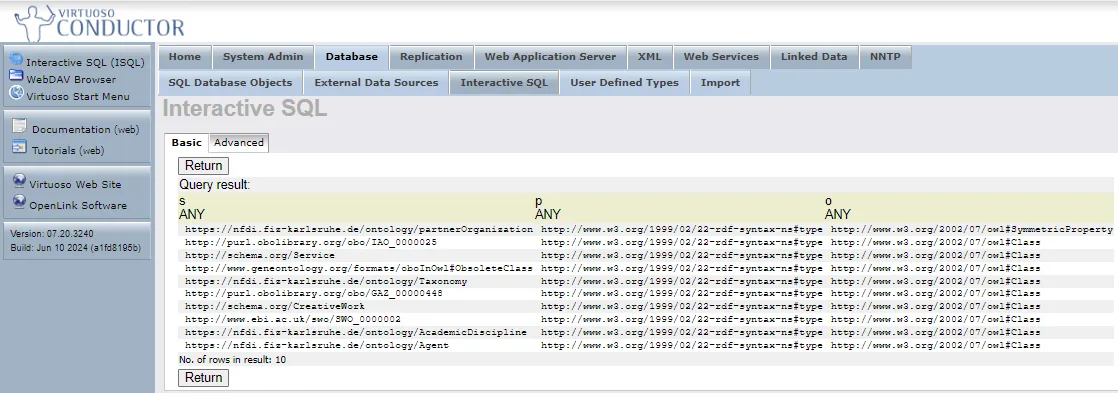 VIRTUOSO
CONDUCTOR
Interactive SQL (ISQL)
WebDAV Browser
Virtuoso Start Menu
Documentation (web)
Tutorials (web)
Virtuoso Web Site
OpenLink Software
Version: 07.20.3240
Build: Jun 10 2024 (a1fd8195b)
Home System Admin Database Replication Web Application Server XML Web Services Linked Data NNTP
SQL Database Objects External Data Sources Interactive SQL User Defined Types Import
Interactive SQL
Basic Advanced
Return
Query result:
s p o
ANY ANY ANY
https://nfdi.fiz-karlsruhe.de/ontology/partnerOrganization http://www.w3.org/1999/02/22-rdf-syntax-ns#type http://www.w3.org/2002/07/owl#SymmetricProperty
http://purl.obolibrary.org/obo/IAO_0000025 http://www.w3.org/1999/02/22-rdf-syntax-ns#type http://www.w3.org/2002/07/owl#Class
http://schema.org/Service http://www.w3.org/1999/02/22-rdf-syntax-ns#type http://www.w3.org/2002/07/owl#Class
http://www.geneontology.org/formats/oboInOwl#ObsoleteClass http://www.w3.org/1999/02/22-rdf-syntax-ns#type http://www.w3.org/2002/07/owl#Class
https://nfdi.fiz-karlsruhe.de/ontology/Taxonomy http://www.w3.org/1999/02/22-rdf-syntax-ns#type http://www.w3.org/2002/07/owl#Class
http://purl.obolibrary.org/obo/GAZ_00000448 http://www.w3.org/1999/02/22-rdf-syntax-ns#type http://www.w3.org/2002/07/owl#Class
http://schema.org/CreativeWork http://www.w3.org/1999/02/22-rdf-syntax-ns#type http://www.w3.org/2002/07/owl#Class
http://www.ebi.ac.uk/swo/SWO_0000002 http://www.w3.org/1999/02/22-rdf-syntax-ns#type http://www.w3.org/2002/07/owl#Class
https://nfdi.fiz-karlsruhe.de/ontology/AcademicDiscipline http://www.w3.org/1999/02/22-rdf-syntax-ns#type http://www.w3.org/2002/07/owl#Class
https://nfdi.fiz-karlsruhe.de/ontology/Agent http://www.w3.org/1999/02/22-rdf-syntax-ns#type http://www.w3.org/2002/07/owl#Class
No. of rows in result: 10
Return